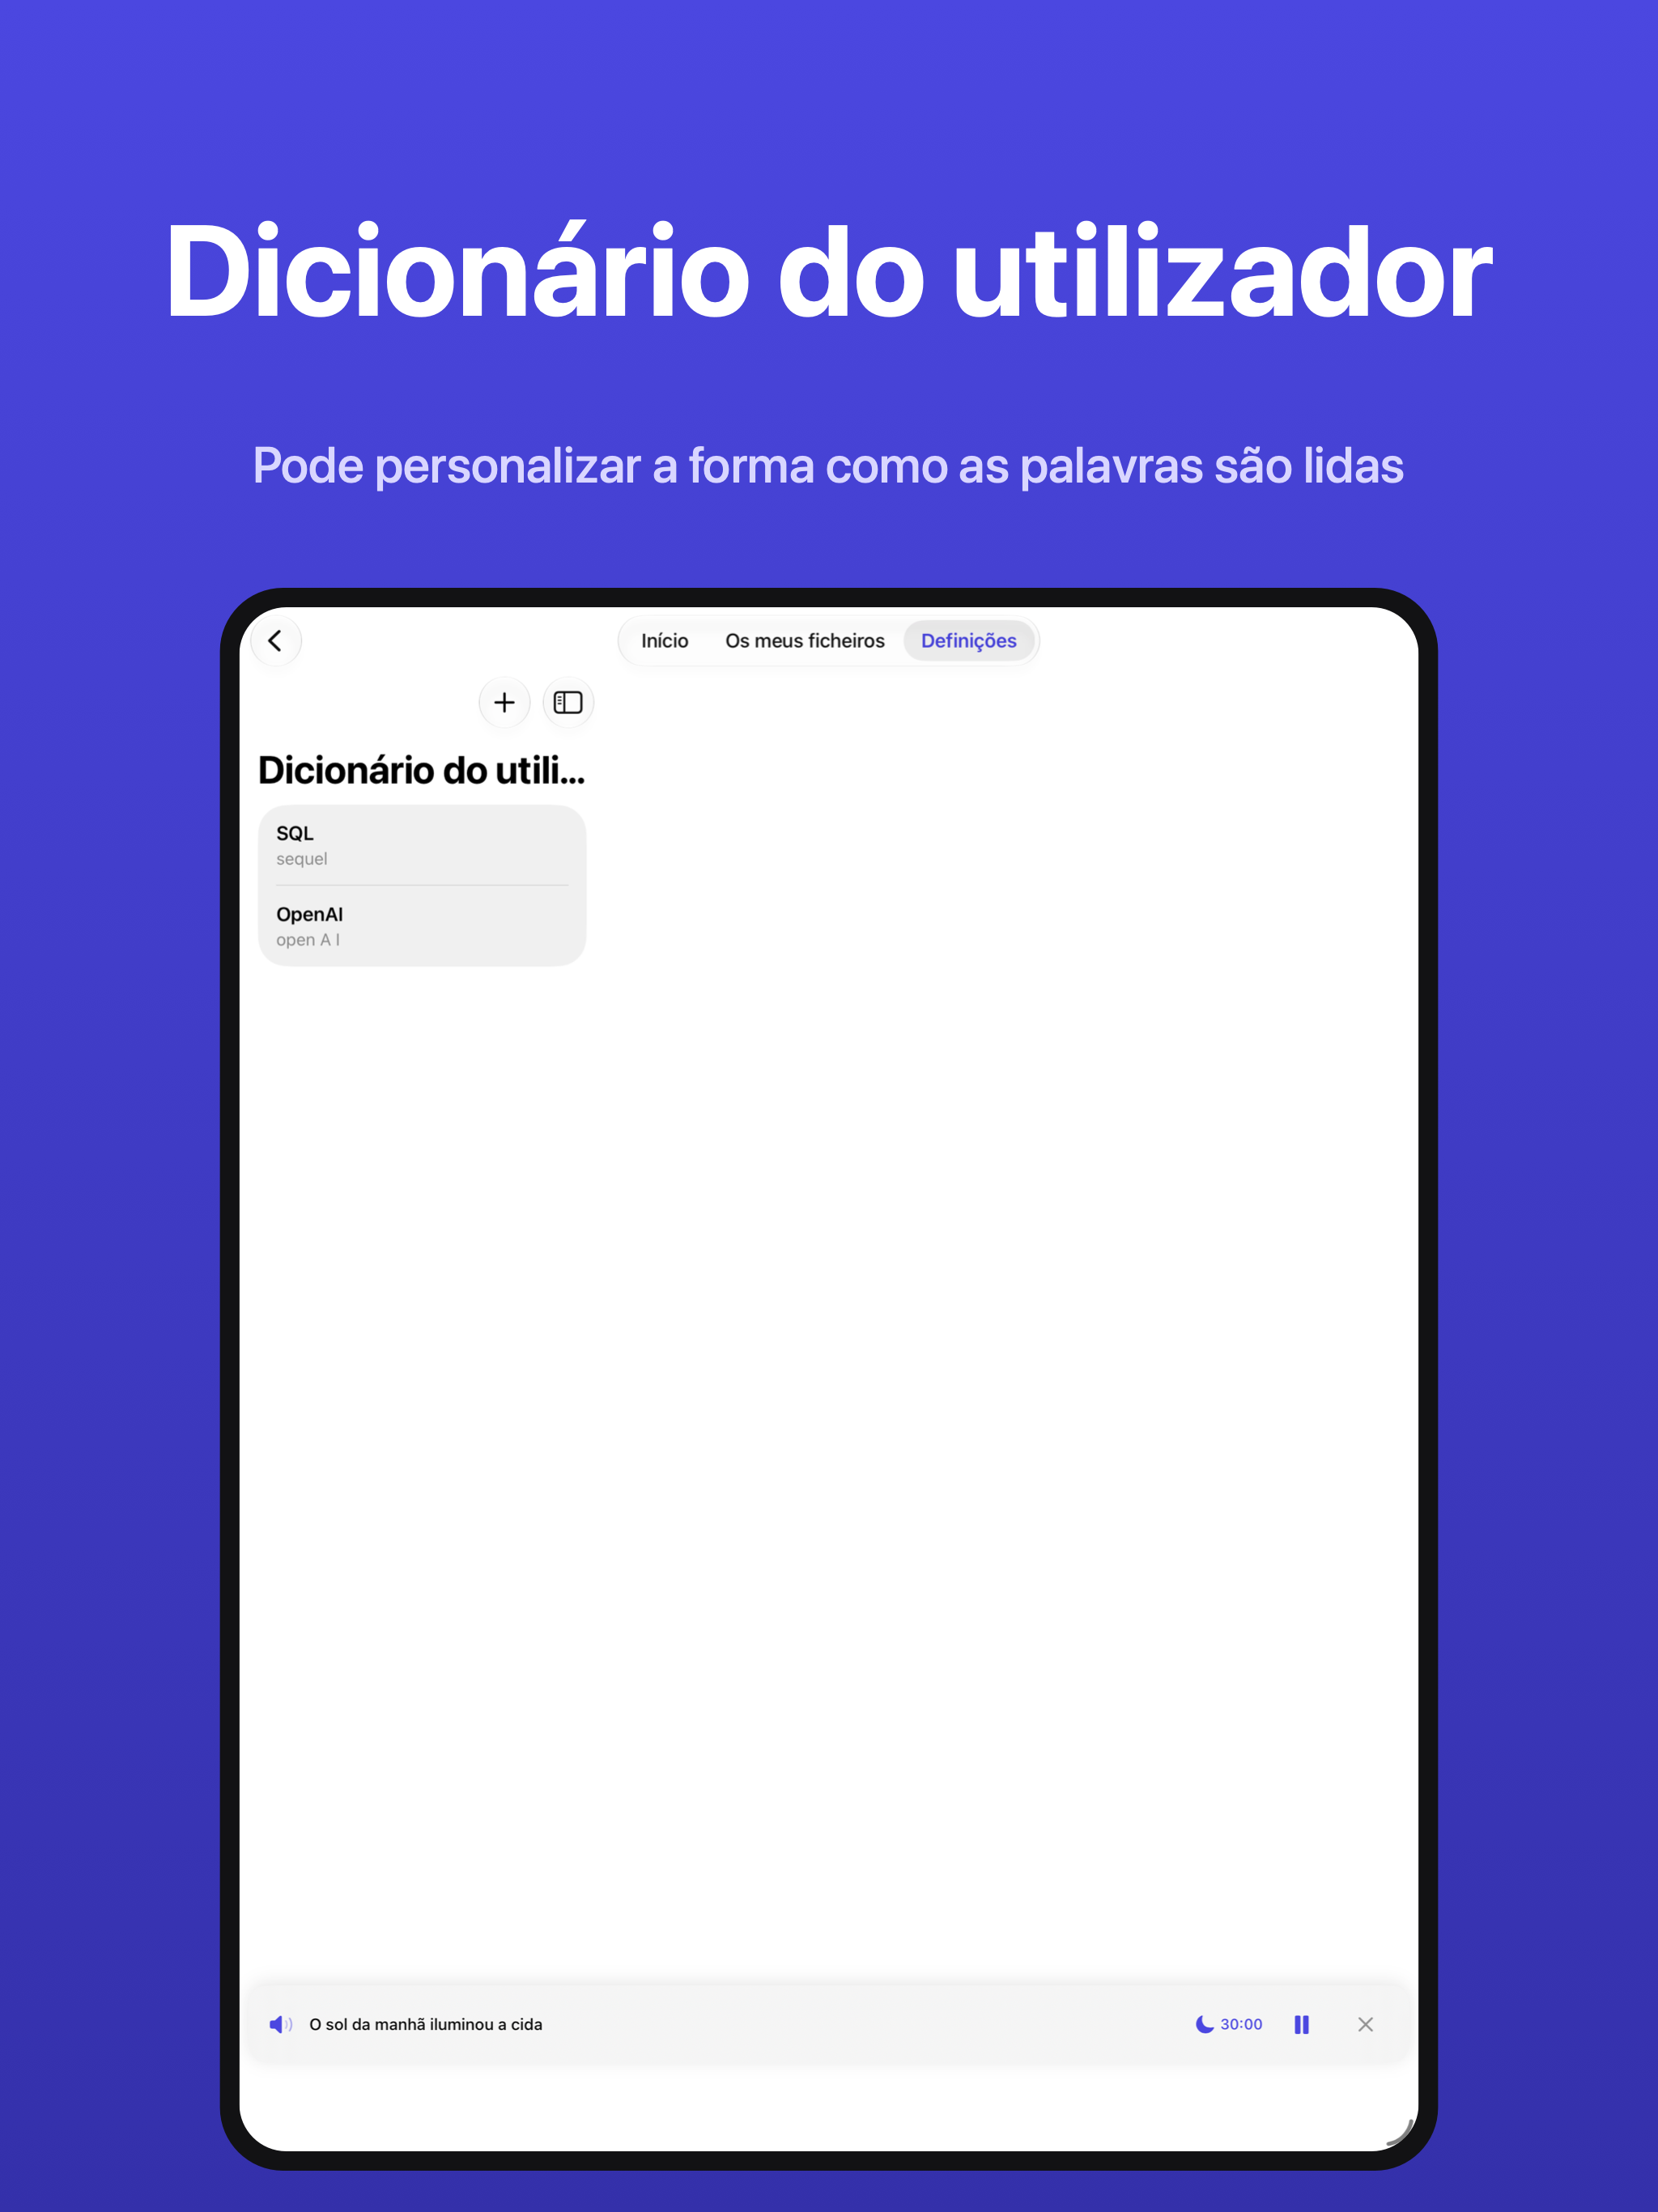 Dicionário do utilizador
Pode personalizar a forma como as palavras são lidas
Início Os meus ficheiros Definições
Dicionário do utili...
SQL
sequel
OpenAI
open A I
O sol da manhã iluminou a cida 30:00